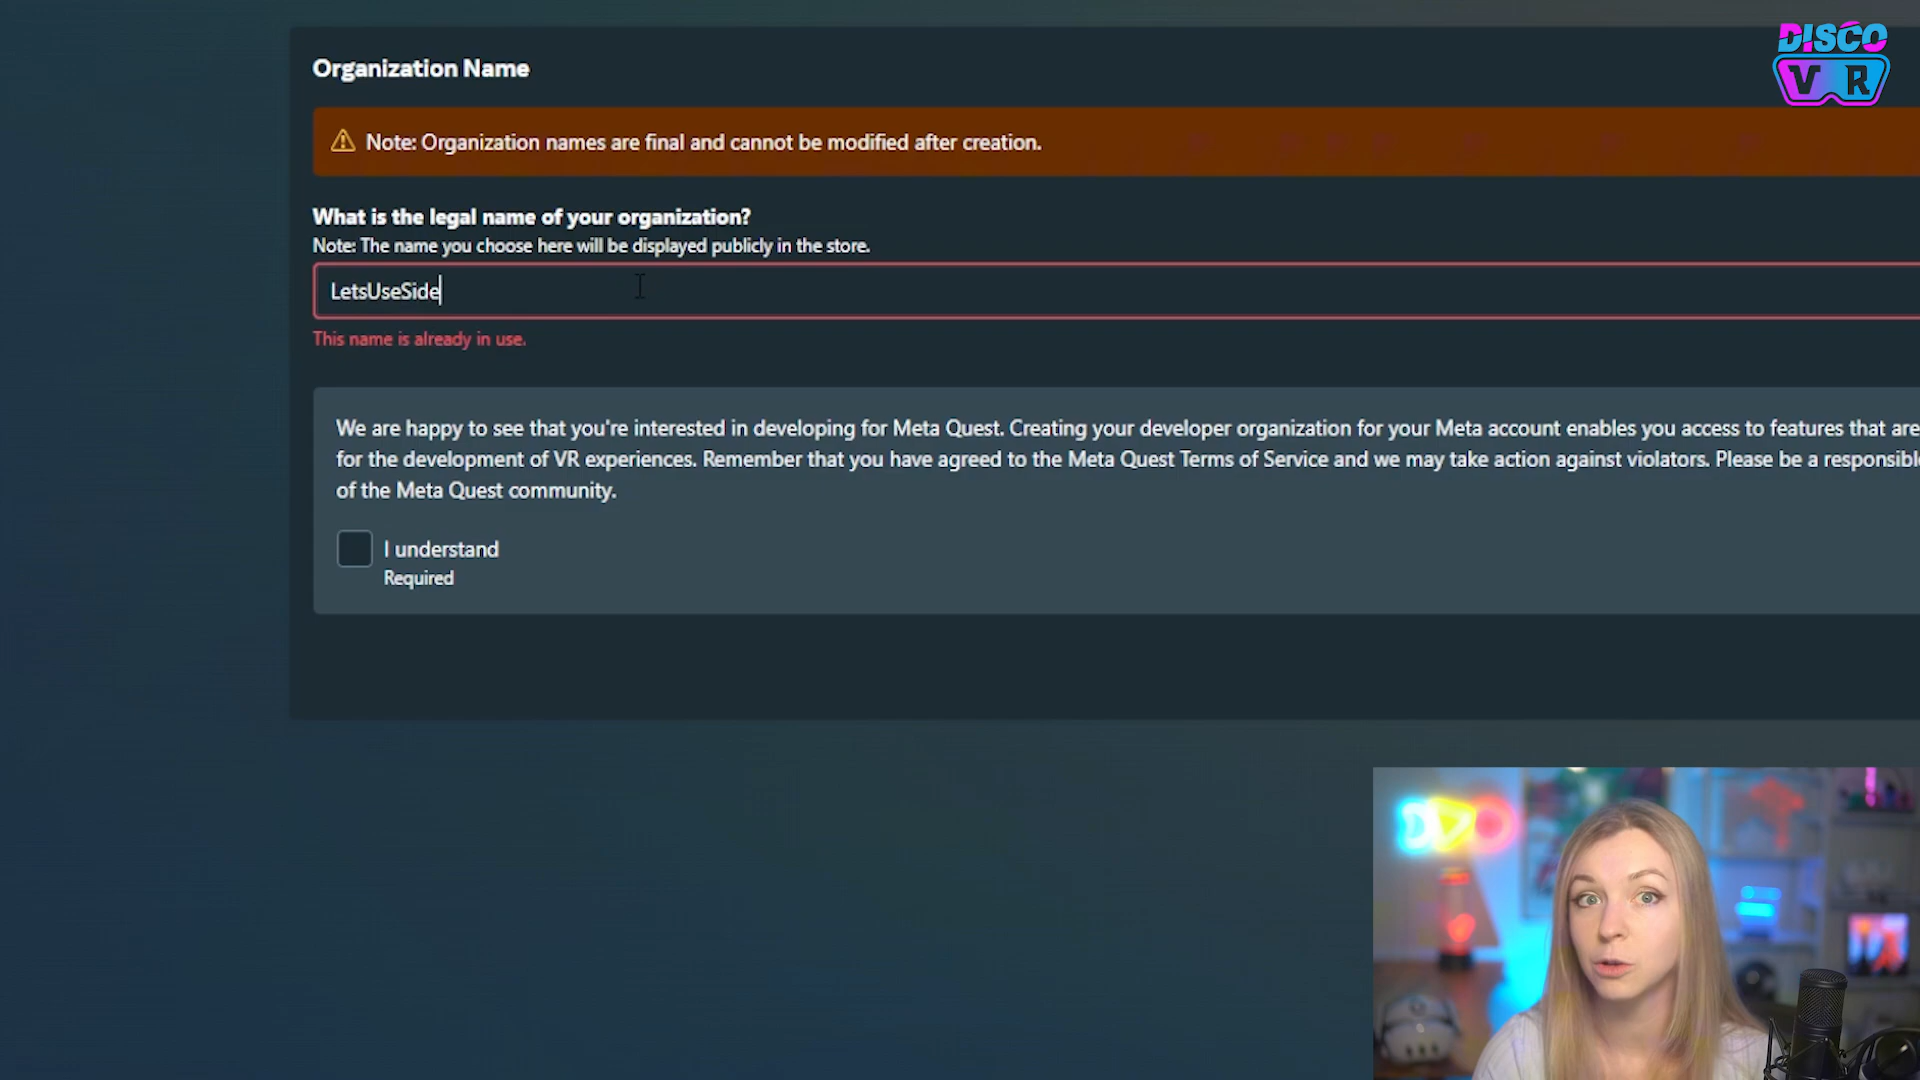 DISCO
VR
Organization Name
Note: Organization names are final and cannot be modified after creation.
What is the legal name of your organization?
Note: The name you choose here will be displayed publicly in the store.
LetsUseSide
This name is already in use.
We are happy to see that you're interested in developing for Meta Quest. Creating your developer organization for your Meta account enables you access to features that are
for the development of VR experiences. Remember that you have agreed to the Meta Quest Terms of Service and we may take action against violators. Please be a responsible
of the Meta Quest community.
I understand
Required